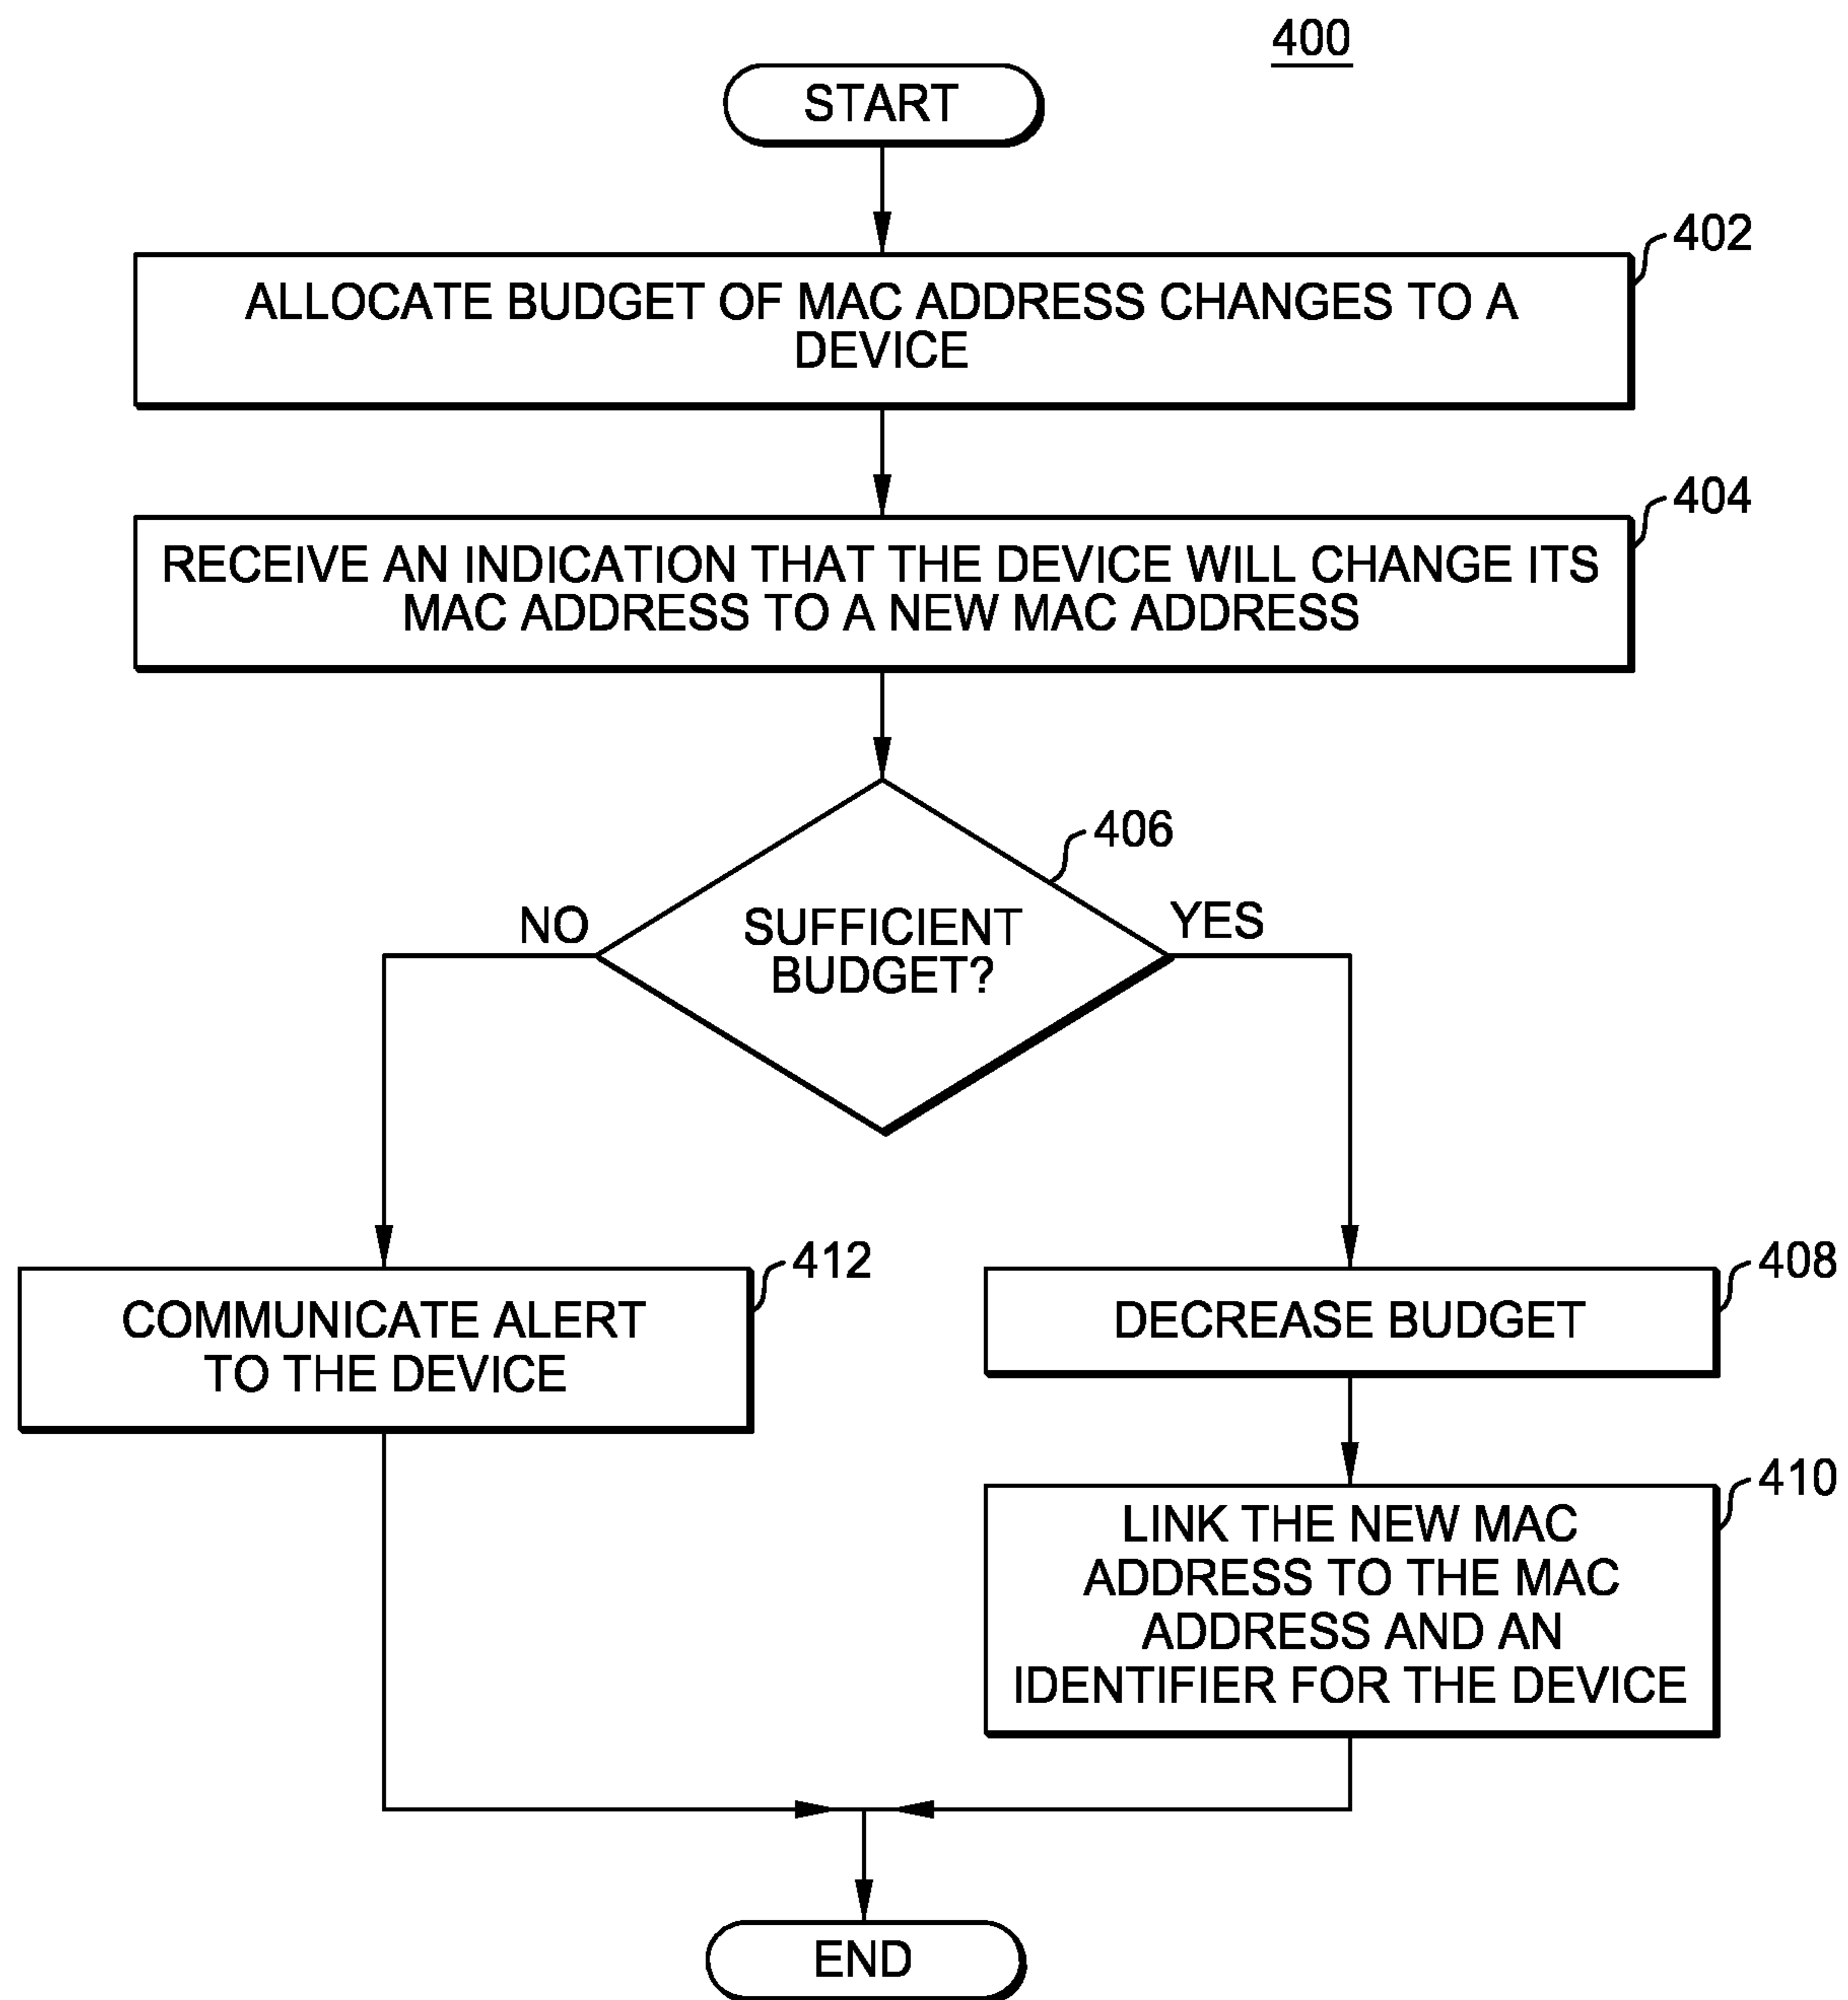 400
START
402
ALLOCATE BUDGET OF MAC ADDRESS CHANGES TO A
DEVICE
404
RECEIVE AN INDICATION THAT THE DEVICE WILL CHANGE ITS
MAC ADDRESS TO A NEW MAC ADDRESS
406
SUFFICIENT
BUDGET?
NO
YES
412
COMMUNICATE ALERT
TO THE DEVICE
408
DECREASE BUDGET
410
LINK THE NEW MAC
ADDRESS TO THE MAC
ADDRESS AND AN
IDENTIFIER FOR THE DEVICE
END